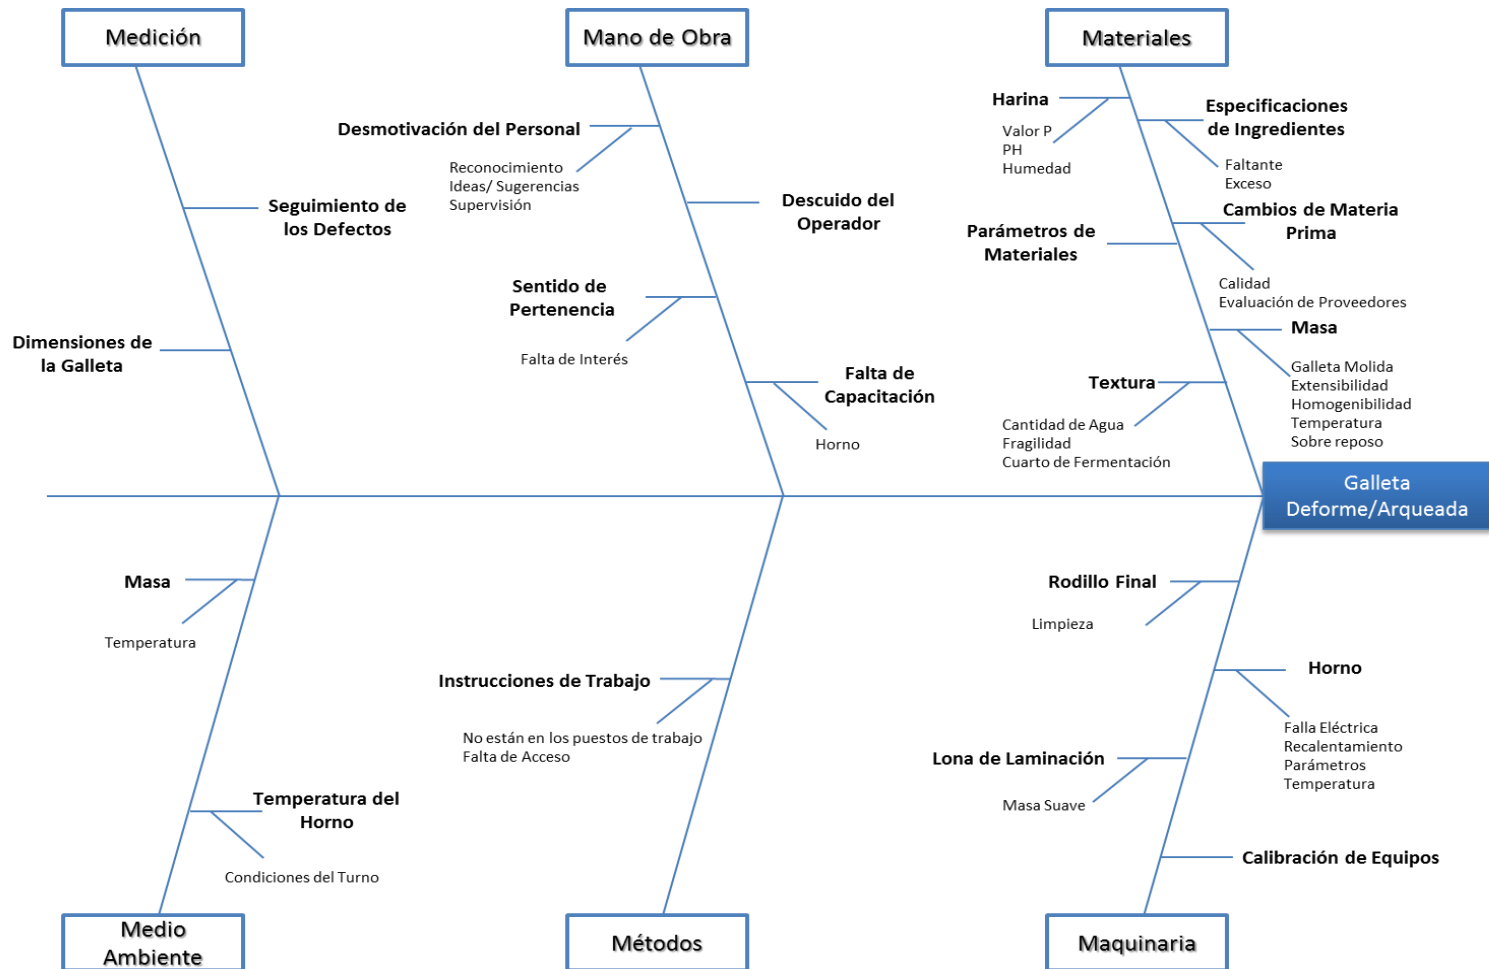 Medición
Mano de Obra
Materiales
Seguimiento de
los Defectos
Dimensiones de
la Galleta
Desmotivación del Personal
Reconocimiento
Ideas/ Sugerencias
Supervisión
Descuido del
Operador
Sentido de
Pertenencia
Falta de Interés
Falta de
Capacitación
Horno
Harina
Valor P
PH
Humedad
Especificaciones
de Ingredientes
Faltante
Exceso
Parámetros de
Materiales
Cambios de Materia
Prima
Calidad
Evaluación de Proveedores
Masa
Galleta Molida
Extensibilidad
Homogenibilidad
Temperatura
Sobre reposo
Textura
Cantidad de Agua
Fragilidad
Cuarto de Fermentación
Galleta
Deforme/Arqueada
Masa
Temperatura
Temperatura del
Horno
Condiciones del Turno
Instrucciones de Trabajo
No están en los puestos de trabajo
Falta de Acceso
Rodillo Final
Limpieza
Horno
Falla Eléctrica
Recalentamiento
Parámetros
Temperatura
Lona de Laminación
Masa Suave
Calibración de Equipos
Medio
Ambiente
Métodos
Maquinaria